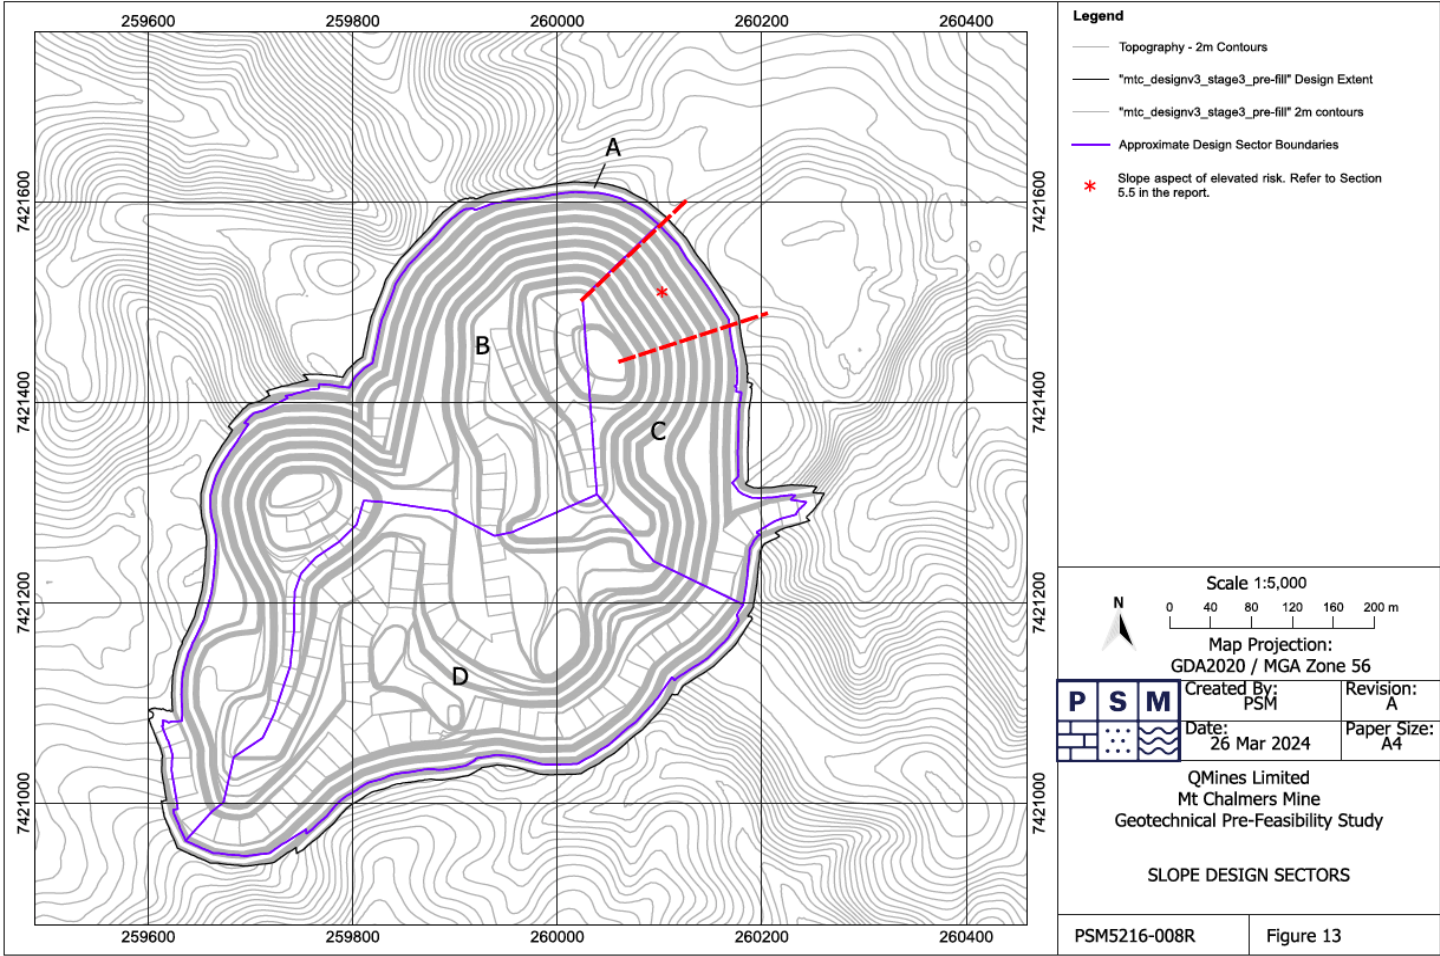 259600 259800 260000 260200 260400
7421600
7421400
7421200
7421000
A
B
C
D
7421600
7421400
7421200
7421000
259600 259800 260000 260200 260400
Legend
Topography - 2m Contours
"mtc_designv3_stage3_pre-fill" Design Extent
"mtc_designv3_stage3_pre-fill" 2m contours
Approximate Design Sector Boundaries
* Slope aspect of elevated risk. Refer to Section
5.5 in the report.
Scale 1:5,000
N
0 40 80 120 160 200 m
Map Projection:
GDA2020 / MGA Zone 56
P S M
Created By:
PSM
Revision:
A
Date:
26 Mar 2024
Paper Size:
A4
QMines Limited
Mt Chalmers Mine
Geotechnical Pre-Feasibility Study
SLOPE DESIGN SECTORS
PSM5216-008R
Figure 13